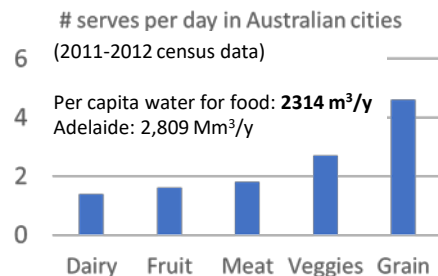 # serves per day in Australian cities
6
(2011-2012 census data)
Per capita water for food: 2314 m³/y
4
Adelaide: 2,809 Mm³/y
2
0
Dairy Fruit Meat Veggies Grain